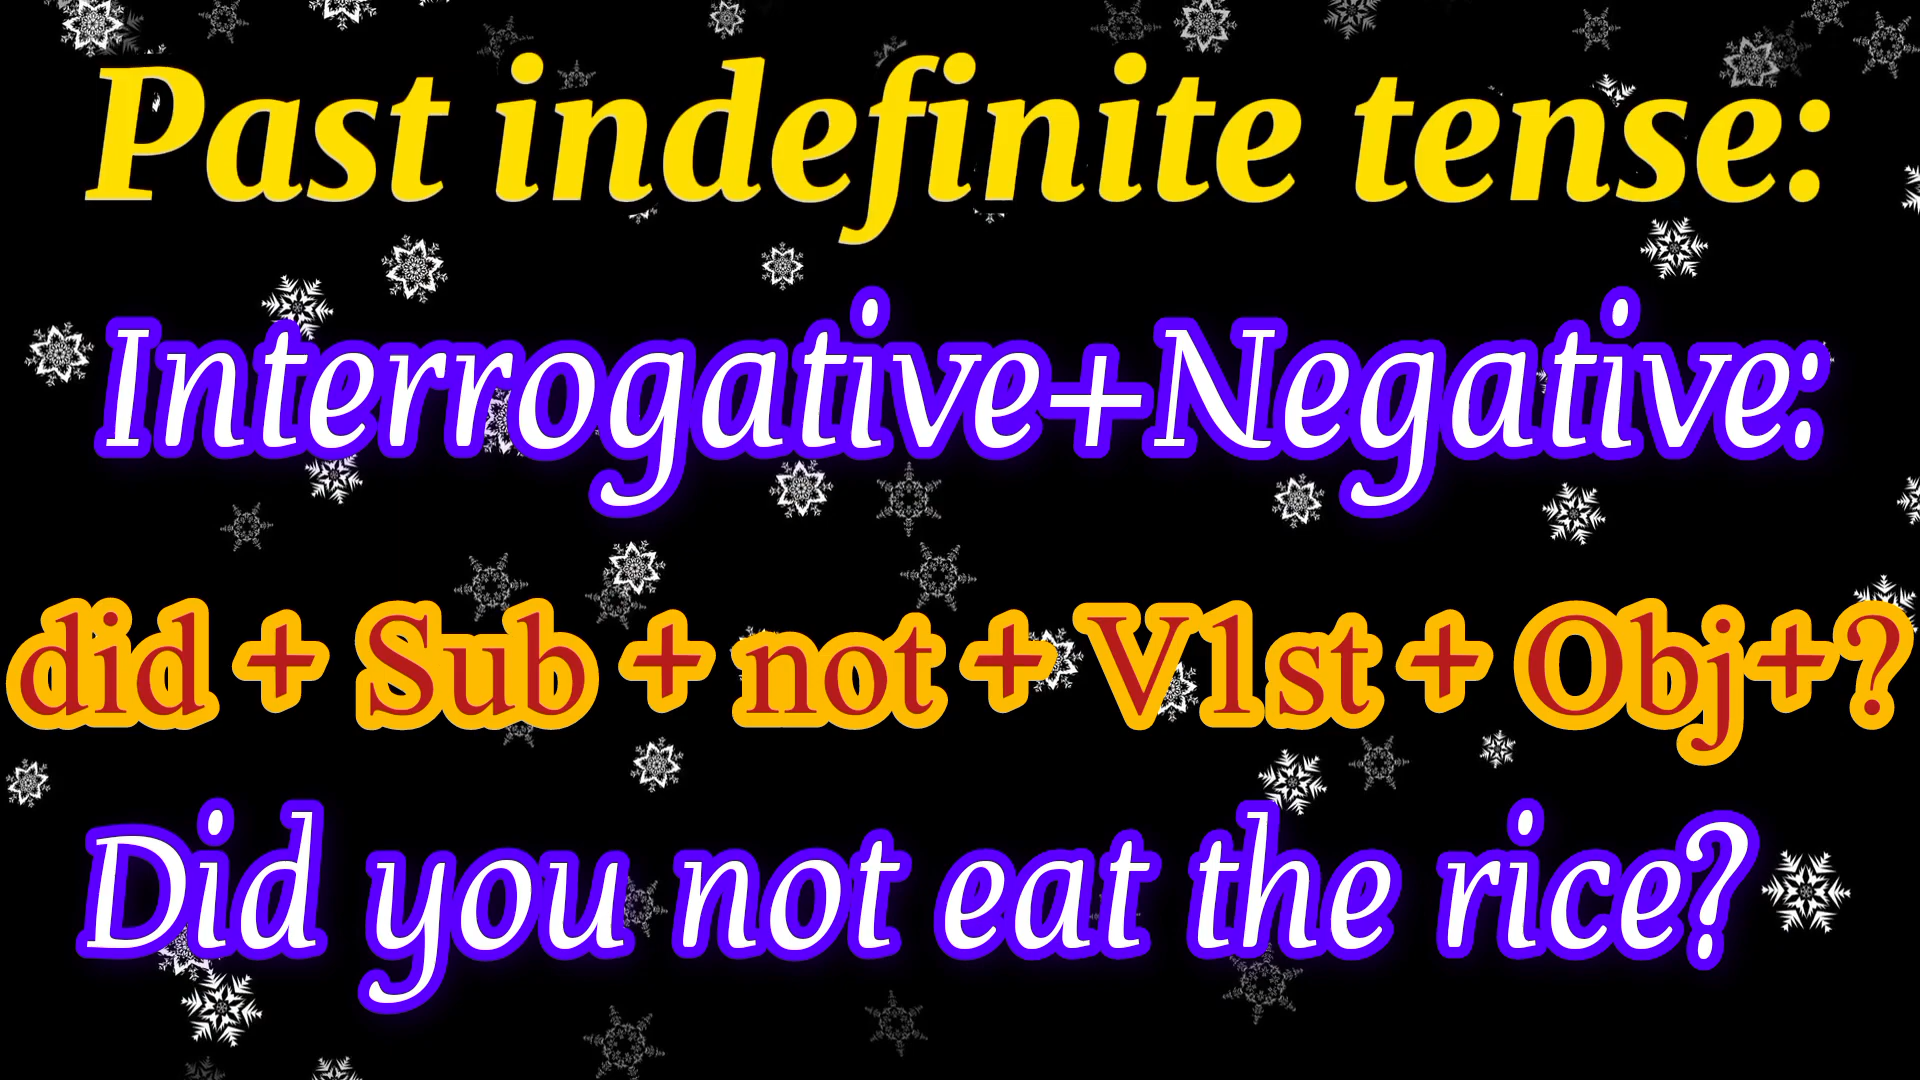 Past indefinite tense:
Interrogative+Negative:
did + Sub + not + V1st + Obj+?
Did you not eat the rice?